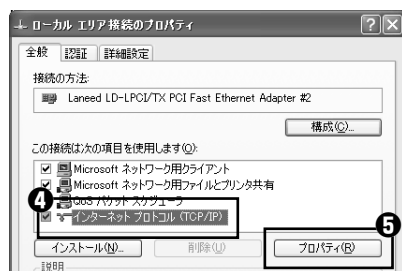 ローカル エリア接続のプロパティ
全般 認証 詳細設定
接続の方法:
Laneed LD-LPCI/TX PCI Fast Ethernet Adapter #2
構成(C)...
この接続は次の項目を使用します(O):
Microsoft ネットワーク用クライアント
Microsoft ネットワーク用ファイルとプリンタ共有
QoS パケット スケジューラ
❹
インターネット プロトコル (TCP/IP)
❺
インストール(N)... 削除(U) プロパティ(R)
説明